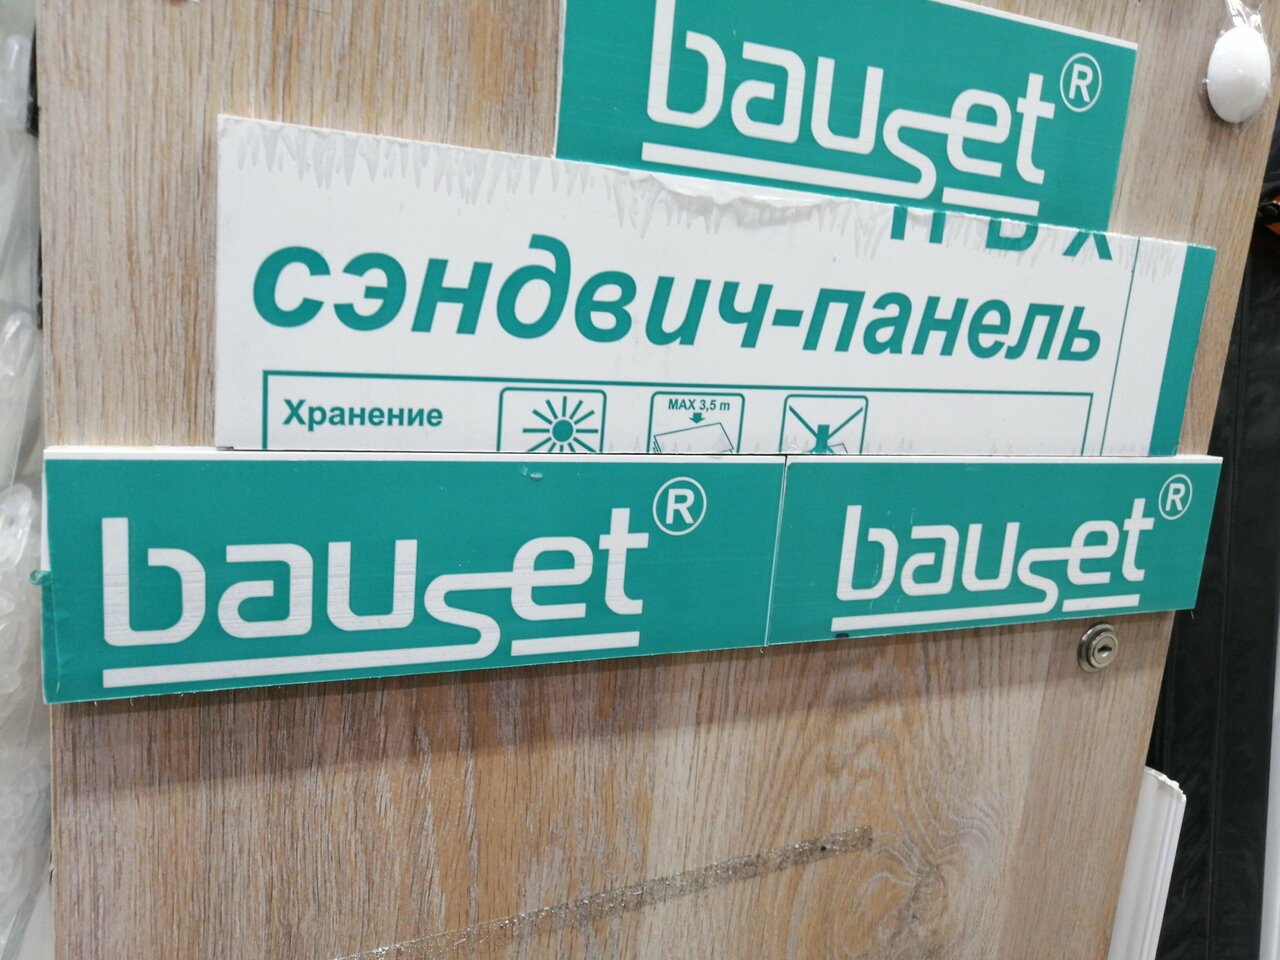 bauset®
сэндвич-панель
Хранение
MAX 3,5 m
bauset®
bauset®